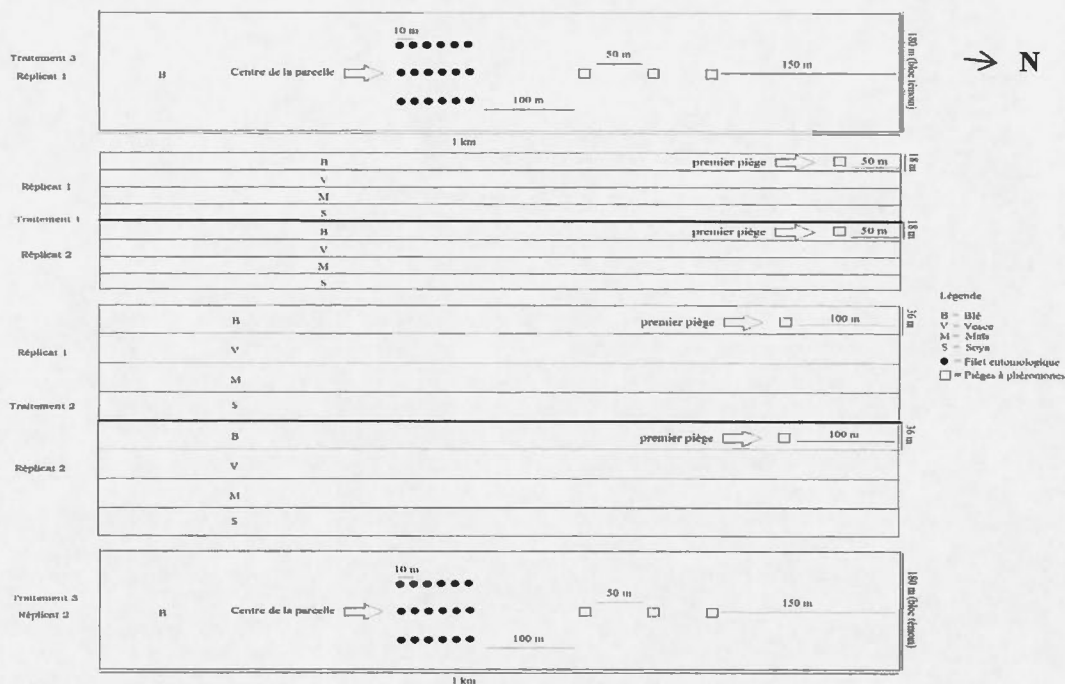 10 m
Traitement 3
Réplicat 1
B
Centre de la parcelle
50 m
150 m
100 m
180 m (bloc témoin)
1 km
N
Réplicat 1
Traitement 1
Réplicat 2
B
V
M
S
B
V
M
S
premier piège
50 m
18 m
premier piège
50 m
18 m
Réplicat 1
Traitement 2
Réplicat 2
B
V
M
S
B
V
M
S
premier piège
100 m
36 m
premier piège
100 m
36 m
Légende
B = Blé
V = Vesce
M = Maïs
S = Soya
= Filet entomologique
= Pièges à phéromones
10 m
Traitement 3
Réplicat 2
B
Centre de la parcelle
50 m
150 m
100 m
180 m (bloc témoin)
1 km